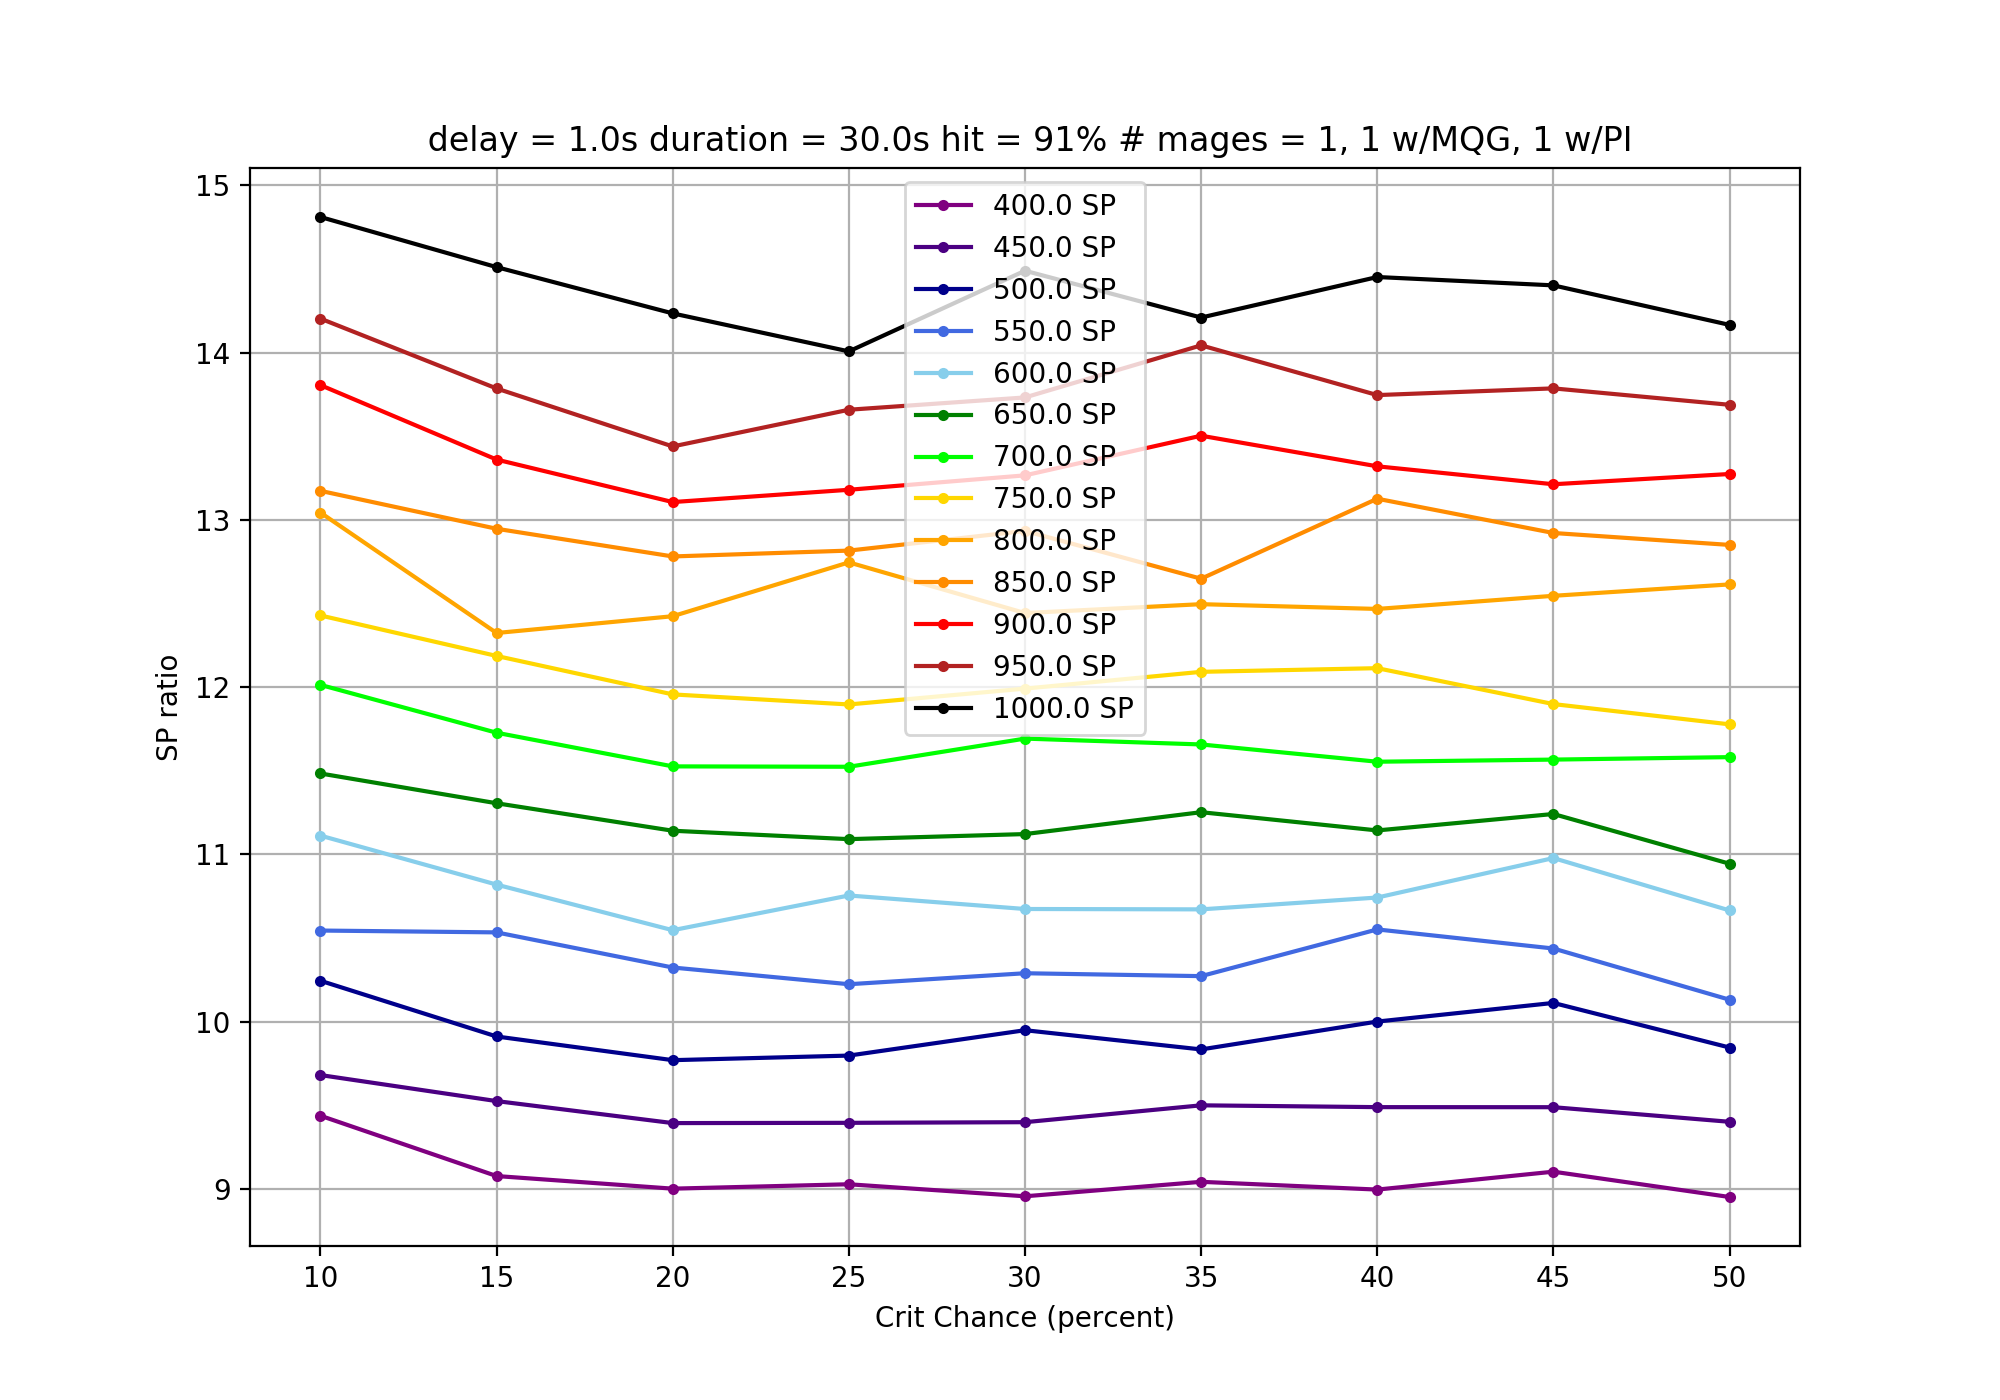 delay = 1.0s duration = 30.0s hit = 91% # mages = 1, 1 w/MQG, 1 w/PI
SP ratio
15
14
13
12
11
10
9
400.0 SP
450.0 SP
500.0 SP
550.0 SP
600.0 SP
650.0 SP
700.0 SP
750.0 SP
800.0 SP
850.0 SP
900.0 SP
950.0 SP
1000.0 SP
10 15 20 25 30 35 40 45 50
Crit Chance (percent)